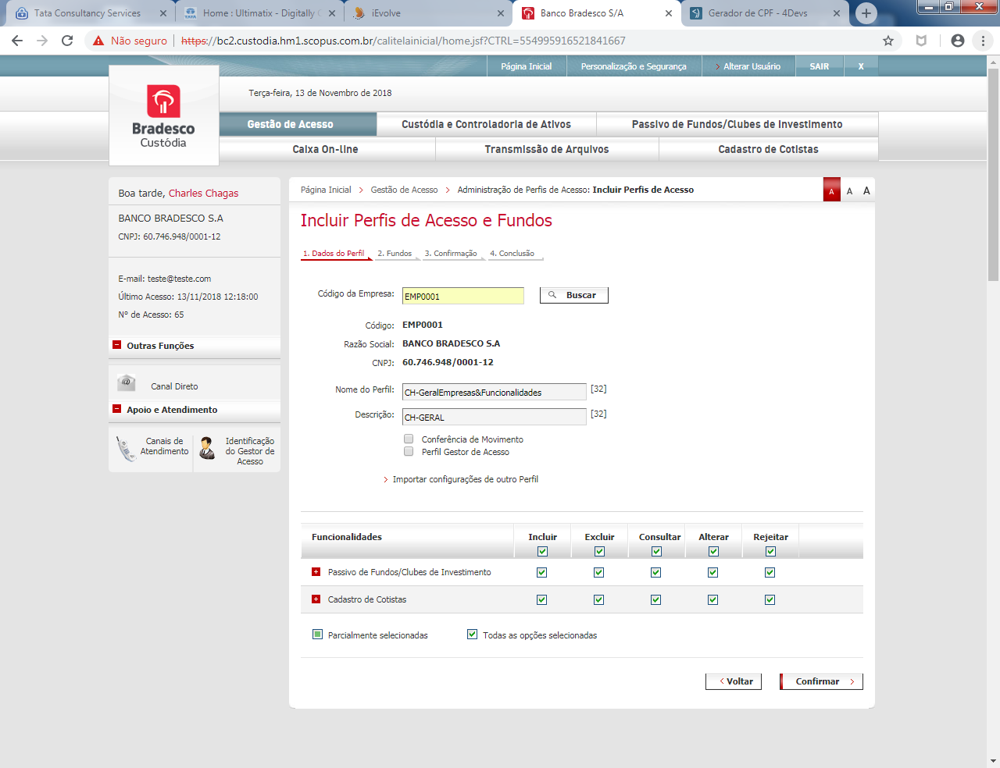 Tata Consultancy Services
Home : Ultimatix - Digitally C
iEvolve
Banco Bradesco S/A
Gerador de CPF - 4Devs
Não seguro
https://bc2.custodia.hm1.scopus.com.br/calitelainicial/home.jsf?CTRL=554995916521841667
Página Inicial
Personalização e Segurança
Alterar Usuário
SAIR
X
Bradesco
Custódia
Terça-feira, 13 de Novembro de 2018
Gestão de Acesso
Custódia e Controladoria de Ativos
Passivo de Fundos/Clubes de Investimento
Caixa On-line
Transmissão de Arquivos
Cadastro de Cotistas
Boa tarde, Charles Chagas
BANCO BRADESCO S.A
CNPJ: 60.746.948/0001-12
E-mail: teste@teste.com
Último Acesso: 13/11/2018 12:18:00
Nº de Acesso: 65
Outras Funções
Canal Direto
Apoio e Atendimento
Canais de
Atendimento
Identificação
do Gestor de
Acesso
Página Inicial > Gestão de Acesso > Administração de Perfis de Acesso: Incluir Perfis de Acesso
A A A
Incluir Perfis de Acesso e Fundos
1. Dados do Perfil
2. Fundos
3. Confirmação
4. Conclusão
Código da Empresa: EMP0001
Buscar
Código: EMP0001
Razão Social: BANCO BRADESCO S.A
CNPJ: 60.746.948/0001-12
Nome do Perfil: CH-GeralEmpresas&Funcionalidades [32]
Descrição: CH-GERAL [32]
Conferência de Movimento
Perfil Gestor de Acesso
> Importar configurações de outro Perfil
Funcionalidades Incluir Excluir Consultar Alterar Rejeitar
Passivo de Fundos/Clubes de Investimento
Cadastro de Cotistas
Parcialmente selecionadas
Todas as opções selecionadas
Voltar
Confirmar